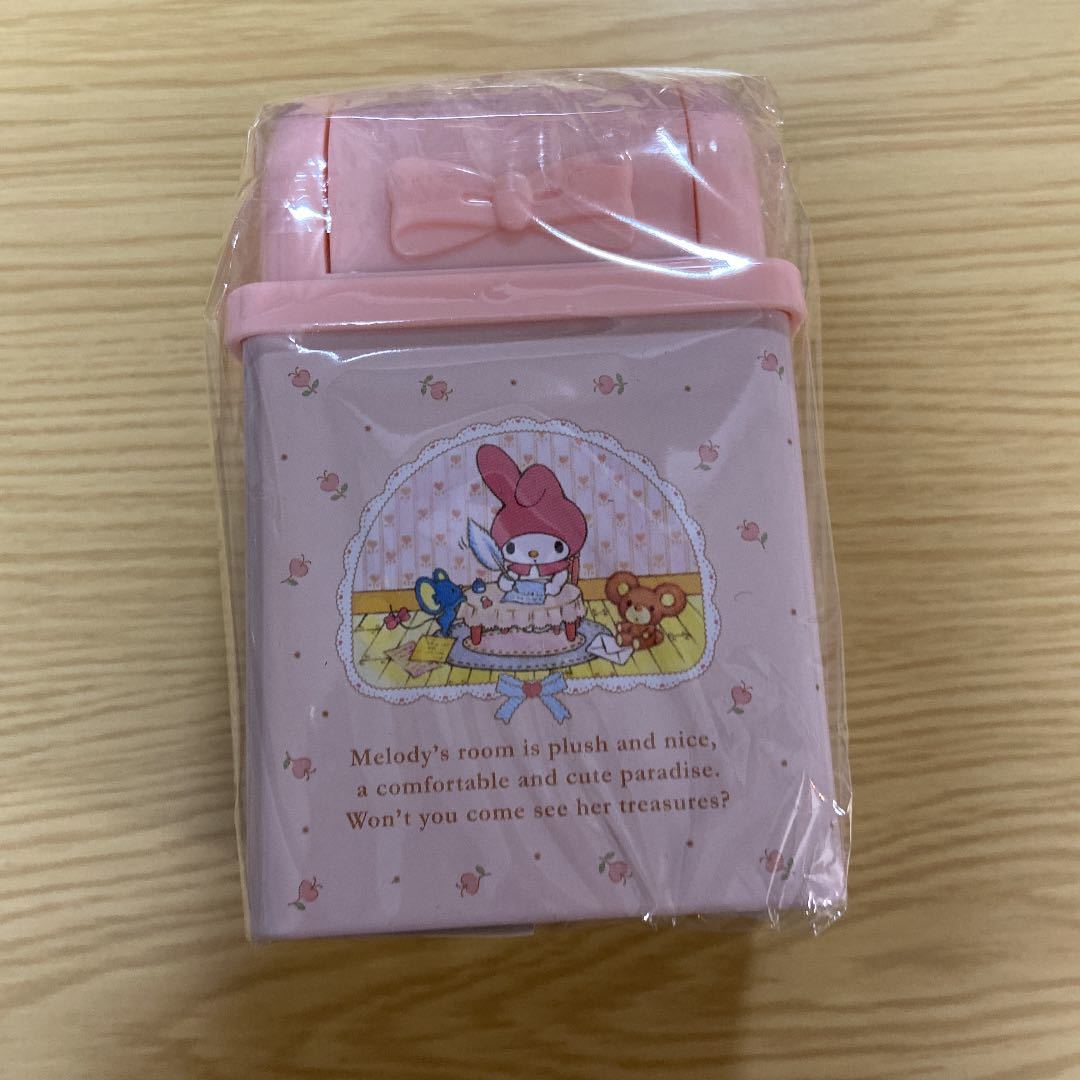 Melody's room is plush and nice,
a comfortable and cute paradise.
Won't you come see her treasures?